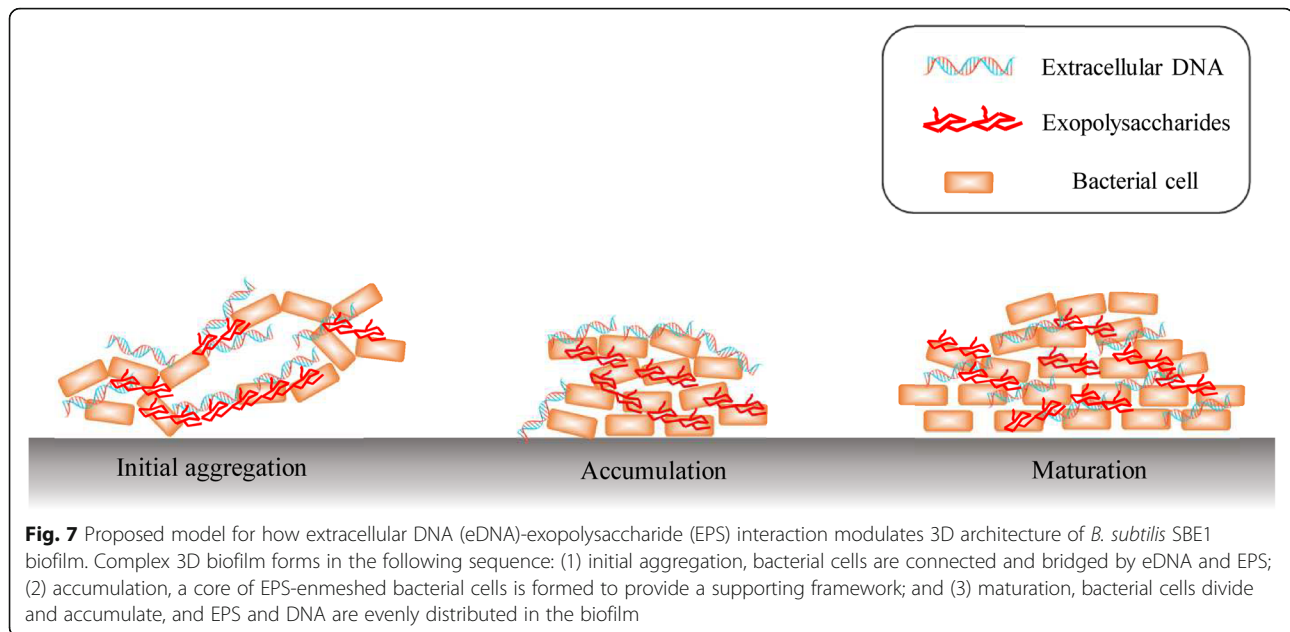 Extracellular DNA
Exopolysaccharides
Bacterial cell
Initial aggregation
Accumulation
Maturation
Fig. 7 Proposed model for how extracellular DNA (eDNA)-exopolysaccharide (EPS) interaction modulates 3D architecture of B. subtilis SBE1
biofilm. Complex 3D biofilm forms in the following sequence: (1) initial aggregation, bacterial cells are connected and bridged by eDNA and EPS;
(2) accumulation, a core of EPS-enmeshed bacterial cells is formed to provide a supporting framework; and (3) maturation, bacterial cells divide
and accumulate, and EPS and DNA are evenly distributed in the biofilm